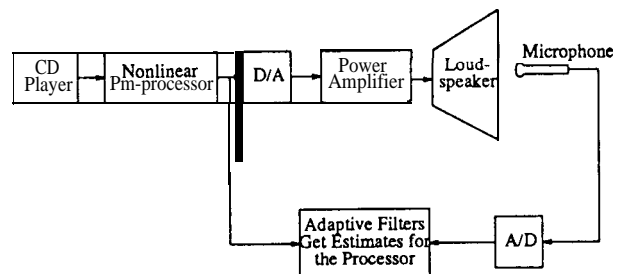 CD
Player
Nonlinear
Pm-processor
D/A
Power
Amplifier
Loud-
speaker
Microphone
Adaptive Filters
Get Estimates for
the Processor
A/D